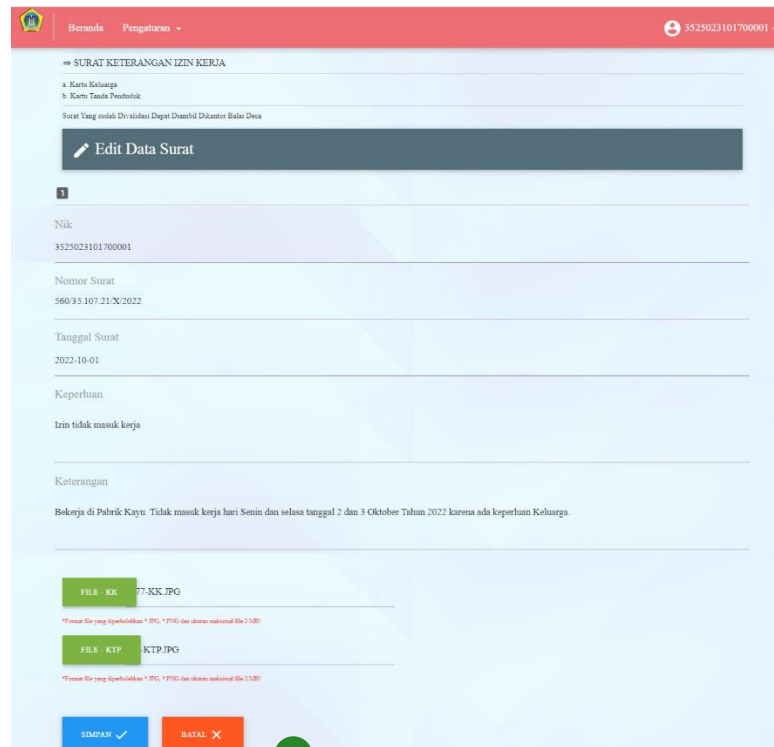 Beranda Pengaturan 3525023101700001
⇒ SURAT KETERANGAN IZIN KERJA
a. Kartu Keluarga
b. Kartu Tanda Penduduk
Surat Yang sudah Divalidasi Dapat Diambil Dikantor Balai Desa
Edit Data Surat
1
Nik
3525023101700001
Nomor Surat
560/35.107.21/X/2022
Tanggal Surat
2022-10-01
Keperluan
Izin tidak masuk kerja
Keterangan
Bekerja di Pabrik Kayu. Tidak masuk kerja hari Senin dan selasa tanggal 2 dan 3 Oktober Tahun 2022 karena ada keperluan Keluarga.
FILE - KK 77-KK.JPG
*Format file yang diperbolehkan *.JPG, *.PNG dan ukuran maksimal file 2 MB!
FILE - KTP -KTP.JPG
*Format file yang diperbolehkan *.JPG, *.PNG dan ukuran maksimal file 2 MB!
SIMPAN BATAL